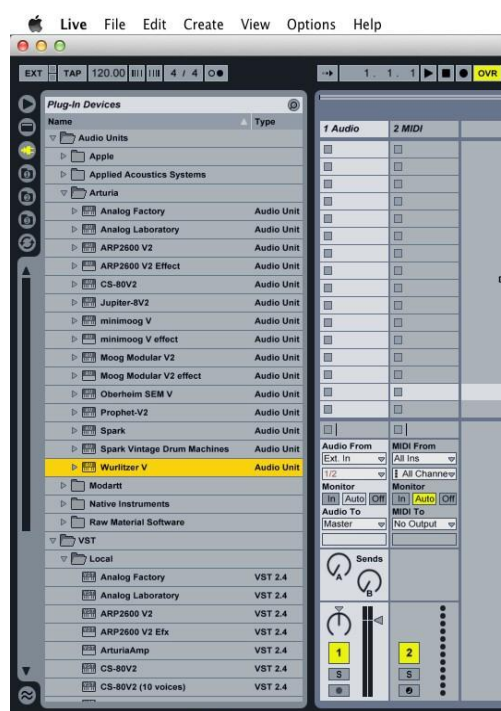 Live File Edit Create View Options Help
EXT TAP 120.00 4 / 4 1. 1. 1 OVR
Plug-In Devices
Name Type
Audio Units
Apple
Applied Acoustics Systems
Arturia
Analog Factory Audio Unit
Analog Laboratory Audio Unit
ARP2600 V2 Audio Unit
ARP2600 V2 Effect Audio Unit
CS-80V2 Audio Unit
Jupiter-8V2 Audio Unit
minimoog V Audio Unit
minimoog V effect Audio Unit
Moog Modular V2 Audio Unit
Moog Modular V2 effect Audio Unit
Oberheim SEM V Audio Unit
Prophet-V2 Audio Unit
Spark Audio Unit
Spark Vintage Drum Machines Audio Unit
Wurlitzer V Audio Unit
Modartt
Native Instruments
Raw Material Software
VST
Local
Analog Factory VST 2.4
Analog Laboratory VST 2.4
ARP2600 V2 VST 2.4
ARP2600 V2 Efx VST 2.4
ArturiaAmp VST 2.4
CS-80V2 VST 2.4
CS-80V2 (10 voices) VST 2.4
1 Audio 2 MIDI
Audio From MIDI From
Ext. In All Ins
1/2 All Channe
Monitor Monitor
In Auto Off In Auto Off
Audio To MIDI To
Master No Output
Sends
A
B
1 2
S S